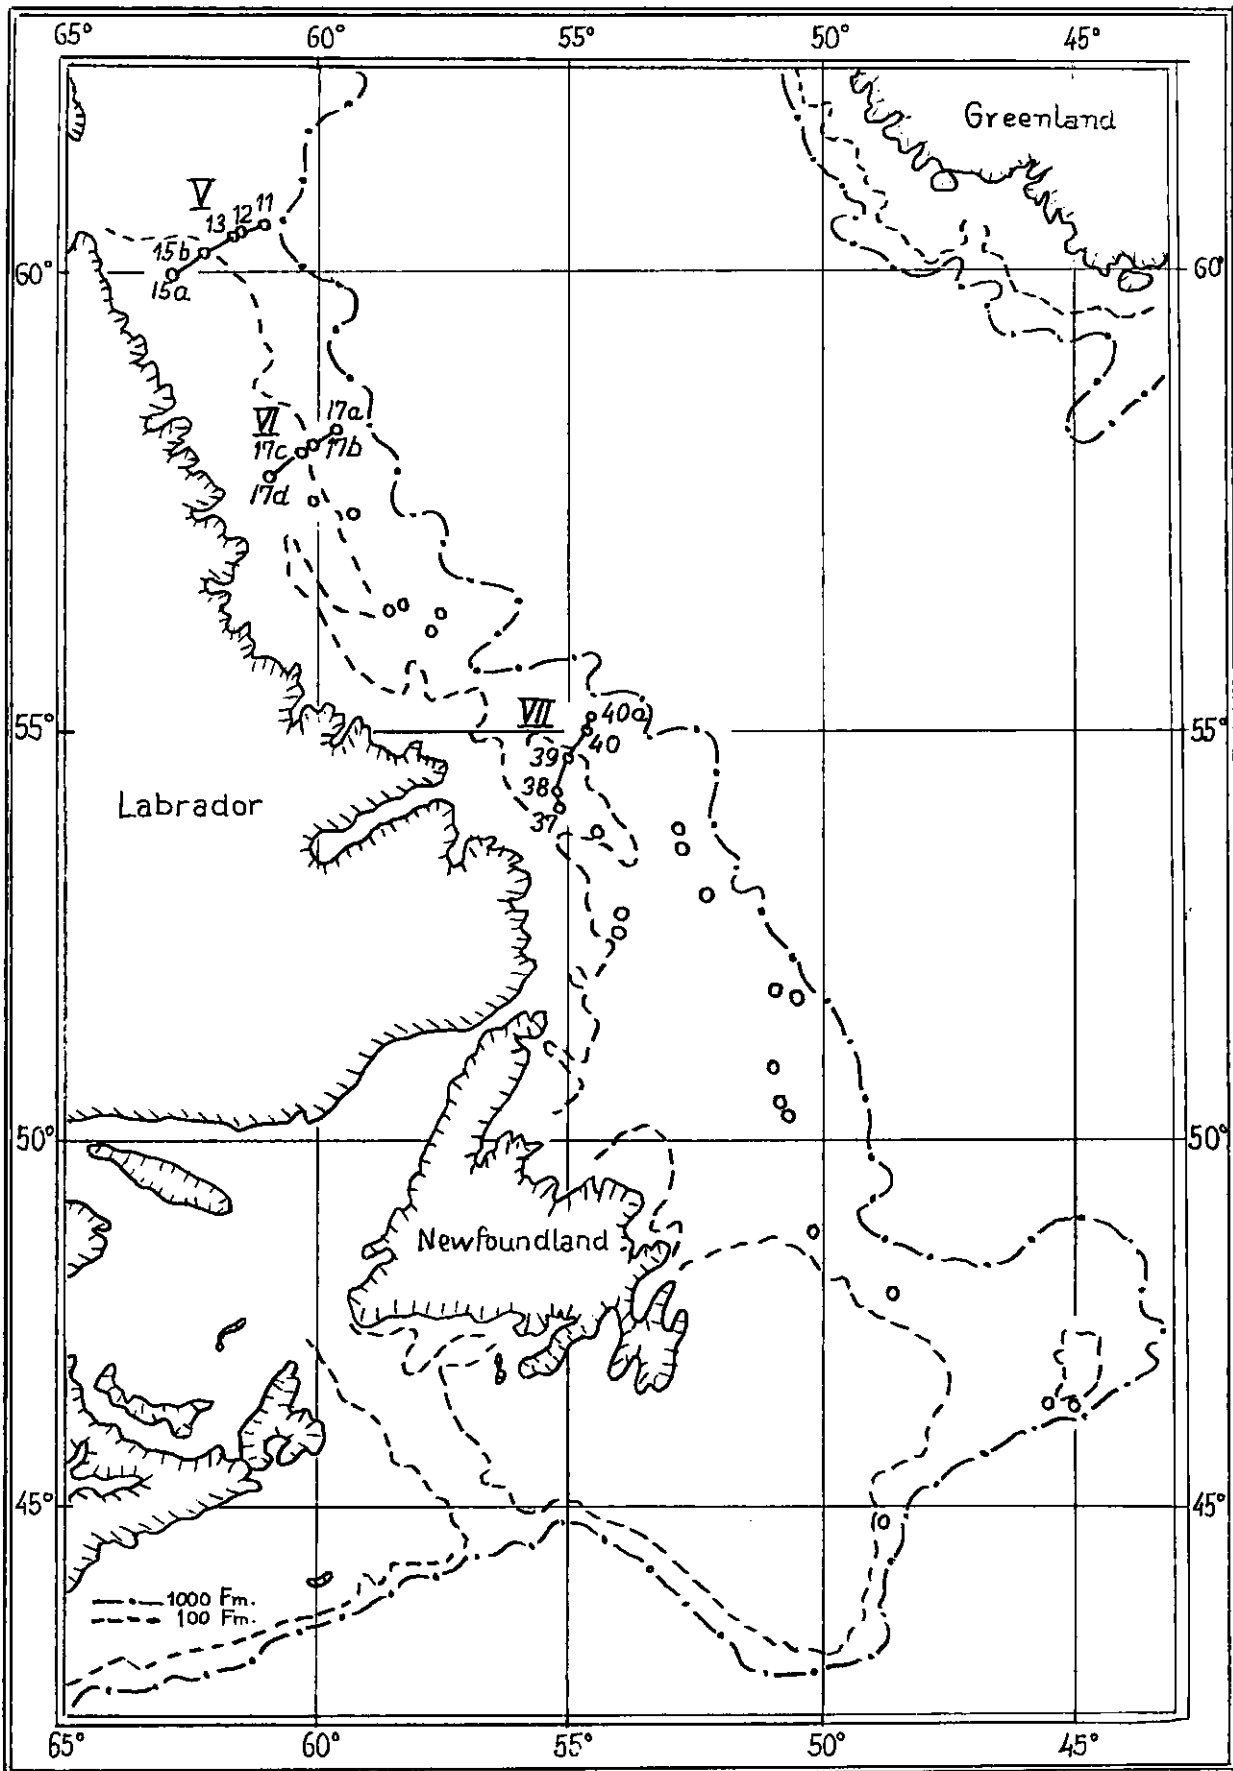 65° 60° 55° 50° 45°
Greenland
V
11
12
13
15b
15a
60° 60°
VI
17a
17c 17b
17d
VII
40a
55° 55°
40
39
38
37
Labrador
50° 50°
Newfoundland
45° 45°
1000 Fm.
100 Fm.
65° 60° 55° 50° 45°